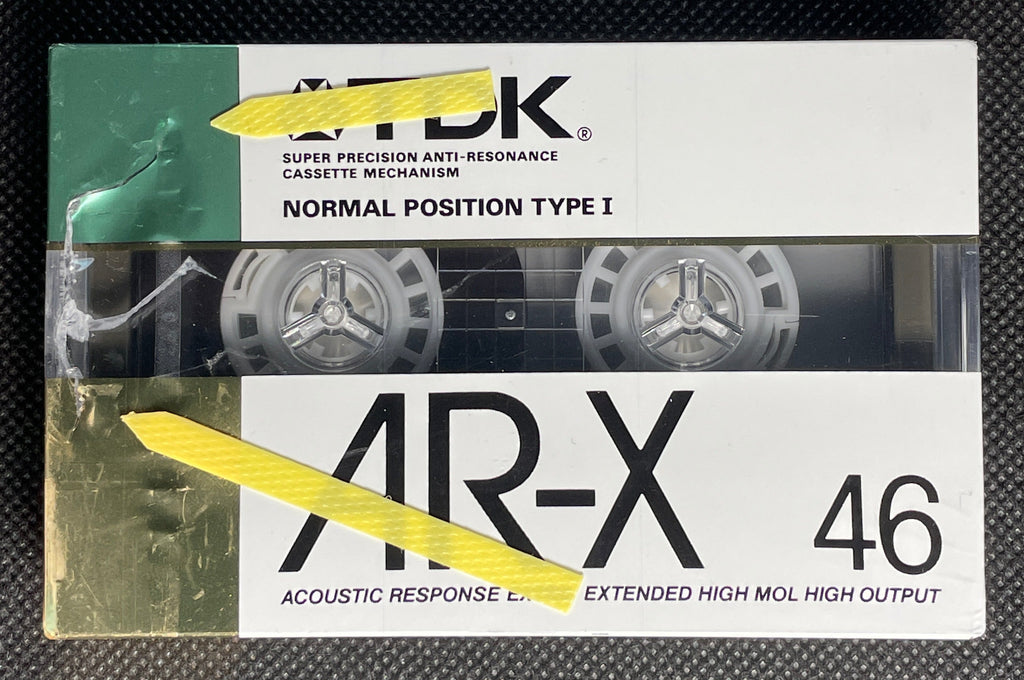 TDK®
SUPER PRECISION ANTI-RESONANCE
CASSETTE MECHANISM
NORMAL POSITION TYPE I
AR-X
46
ACOUSTIC RESPONSE EXTENDED HIGH MOL HIGH OUTPUT